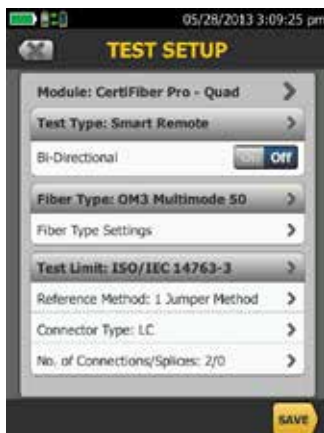 05/28/2013 3:09:25 pm
TEST SETUP
Module: CertiFiber Pro - Quad
Test Type: Smart Remote
Bi-Directional
On Off
Fiber Type: OM3 Multimode 50
Fiber Type Settings
Test Limit: ISO/IEC 14763-3
Reference Method: 1 Jumper Method
Connector Type: LC
No. of Connections/Splices: 2/0
SAVE